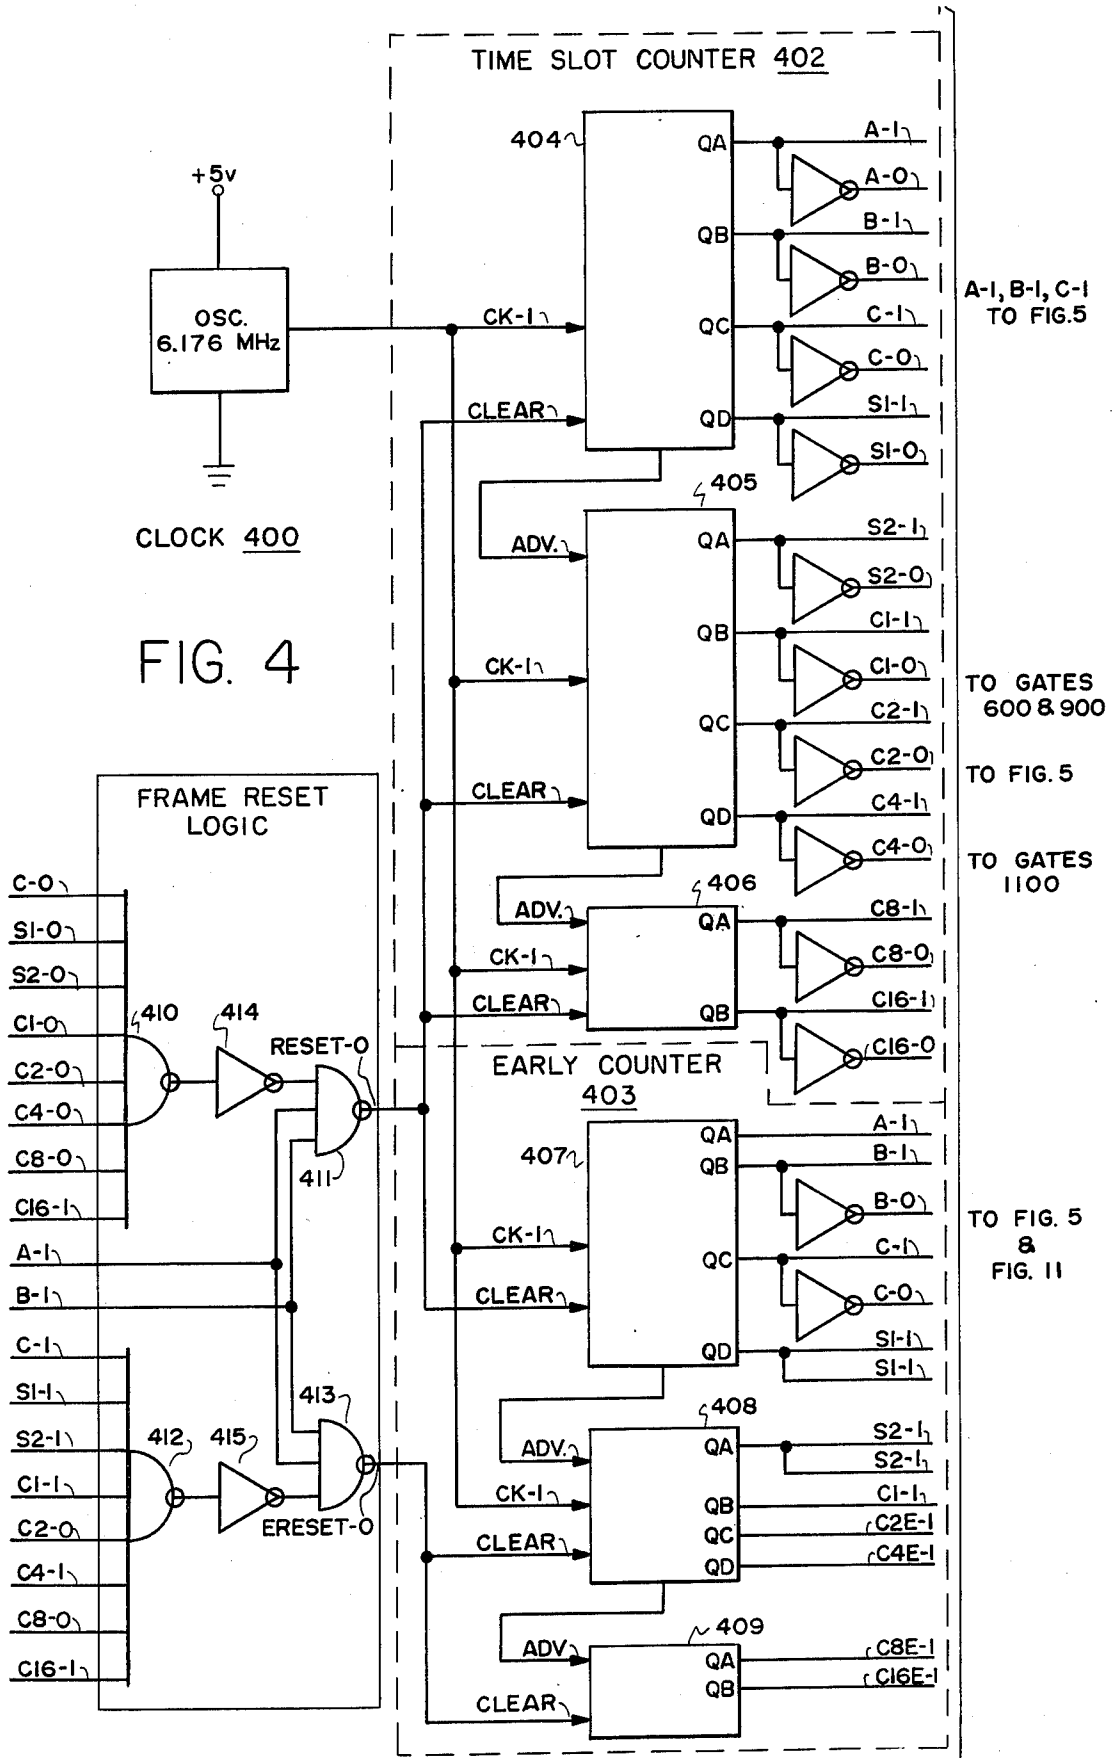 TIME SLOT COUNTER 402
404
QA
A-1
A-0
QB
B-1
B-0
QC
C-1
C-0
QD
S1-1
S1-0
+5v
OSC.
6.176 MHz
CK-1
CLEAR
A-1, B-1, C-1
TO FIG.5
CLOCK 400
FIG. 4
405
ADV.
QA
S2-1
S2-0
QB
C1-1
C1-0
CK-1
QC
C2-1
C2-0
CLEAR
QD
C4-1
C4-0
TO GATES
600 & 900
TO FIG. 5
TO GATES
1100
406
ADV.
QA
C8-1
C8-0
CK-1
CLEAR
QB
C16-1
C16-0
FRAME RESET
LOGIC
C-0
S1-0
S2-0
C1-0
C2-0
C4-0
C8-0
C16-1
A-1
B-1
410
414
RESET-0
411
C-1
S1-1
S2-1
C1-1
C2-0
C4-1
C8-0
C16-1
412
415
413
ERESET-0
EARLY COUNTER
403
407
QA
A-1
QB
B-1
B-0
CK-1
QC
C-1
C-0
CLEAR
QD
S1-1
S1-1
TO FIG. 5
&
FIG. 11
408
ADV.
QA
S2-1
S2-1
CK-1
QB
C1-1
QC
C2E-1
CLEAR
QD
C4E-1
409
ADV
QA
C8E-1
QB
C16E-1
CLEAR